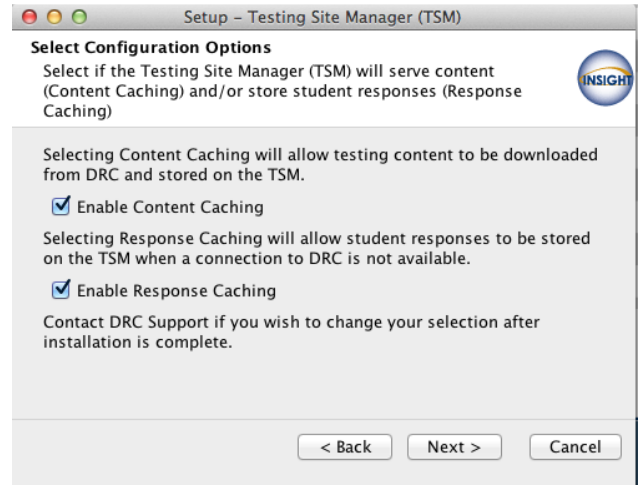 Setup – Testing Site Manager (TSM)
Select Configuration Options
Select if the Testing Site Manager (TSM) will serve content
(Content Caching) and/or store student responses (Response
Caching)
INSIGHT
Selecting Content Caching will allow testing content to be downloaded
from DRC and stored on the TSM.
Enable Content Caching
Selecting Response Caching will allow student responses to be stored
on the TSM when a connection to DRC is not available.
Enable Response Caching
Contact DRC Support if you wish to change your selection after
installation is complete.
< Back Next > Cancel